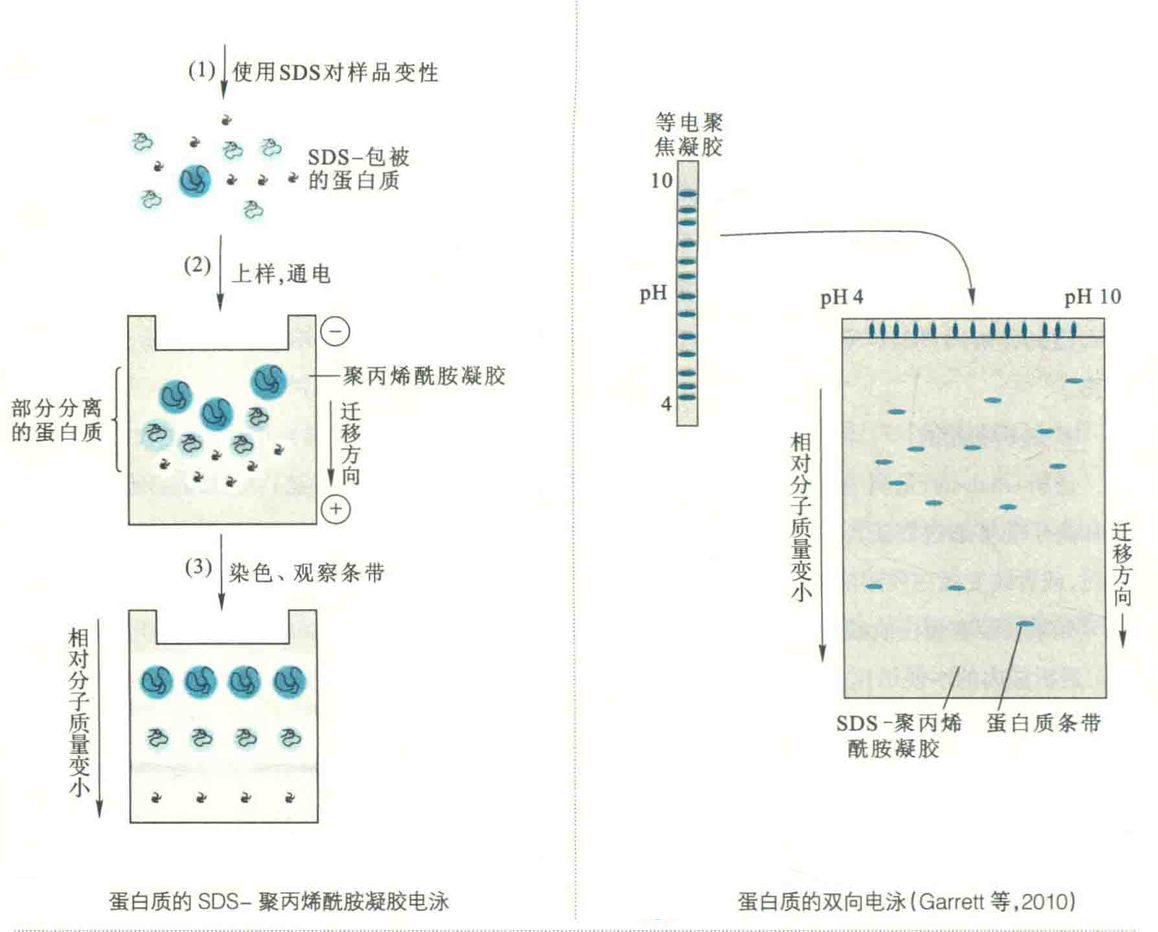 (1) 使用SDS对样品变性
SDS-包被
的蛋白质
(2) 上样,通电
−
聚丙烯酰胺凝胶
部分分离
的蛋白质
迁移方向
+
(3) 染色、观察条带
相对分子质量变小
蛋白质的 SDS- 聚丙烯酰胺凝胶电泳
等电聚
焦凝胶
10
pH
4
pH 4
pH 10
相对分子质量变小
迁移方向
SDS-聚丙烯
酰胺凝胶
蛋白质条带
蛋白质的双向电泳(Garrett 等,2010)